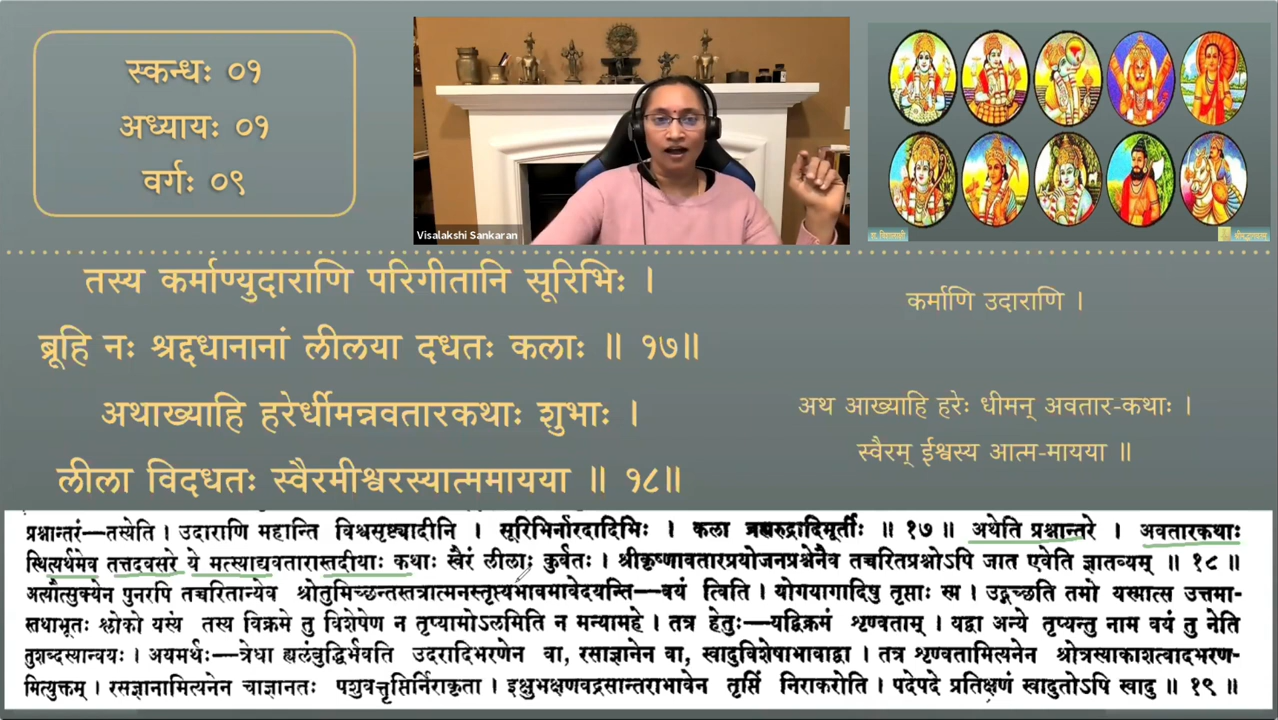 स्कन्धः ०१
अध्यायः ०१
वर्गः ०९
Visalakshi Sankaran
तस्य कर्माण्युदाराणि परिगीतानि सूरिभिः ।
ब्रूहि नः श्रद्दधानानां लीलया दधतः कलाः ॥ १७॥
अथाख्याहि हरेर्धीमन्नवतारकथाः शुभाः ।
लीला विदधतः स्वैरमीश्वरस्यात्ममायया ॥ १८॥
कर्माणि उदाराणि ।
अथ आख्याहि हरेः धीमन् अवतार-कथाः ।
स्वैरम् ईश्वस्य आत्म-मायया ॥
प्रश्नान्तरं—तस्येति । उदाराणि महान्ति विश्वसृष्ट्यादीनि । सूरिभिर्नारदादिभिः । कला ब्रह्मरुद्रादिमूर्तीः ॥ १७ ॥ अथेति प्रश्नान्तरे । अवतारकथाः
स्थित्यर्थमेव तत्तदवसरे ये मत्स्याद्यवतारास्तदीयाः कथाः स्वैरं लीलाः कुर्वतः । श्रीकृष्णावतारप्रयोजनप्रश्नेनैव तच्चरितप्रश्नोऽपि जात एवेति ज्ञातव्यम् ॥ १८ ॥
अत्यौत्सुक्येन पुनरपि तच्चरितान्येव श्रोतुमिच्छन्तस्तत्रात्मनस्तृप्त्यभावमावेदयन्ति—वयं त्विति । योगयागादिषु तृप्ताः स्म । उद्गच्छति तमो यस्मात्स उत्तमा-
स्तथाभूतः श्लोको यस्य तस्य विक्रमे तु विशेषेण न तृप्यामोऽलमिति न मन्यामहे । तत्र हेतुः—यद्विक्रमं शृण्वताम् । यद्वा अन्ये तृप्यन्तु नाम वयं तु नेति
तुशब्दस्यान्वयः । अयमर्थः—त्रेधा ह्यलंबुद्धिर्भवति उदरादिभरणेन वा, रसाज्ञानेन वा, स्वादुविशेषाभावाद्वा । तत्र शृण्वतामित्यनेन श्रोत्रस्याकाशत्वादभरण-
मित्युक्तम् । रसज्ञानामित्यनेन चाज्ञानतः पशुवत्तृप्तिर्निराकृता । इक्षुभक्षणवद्रसान्तराभावेन तृप्तिं निराकरोति । पदेपदे प्रतिक्षणं स्वादुतोऽपि स्वादु ॥ १९ ॥